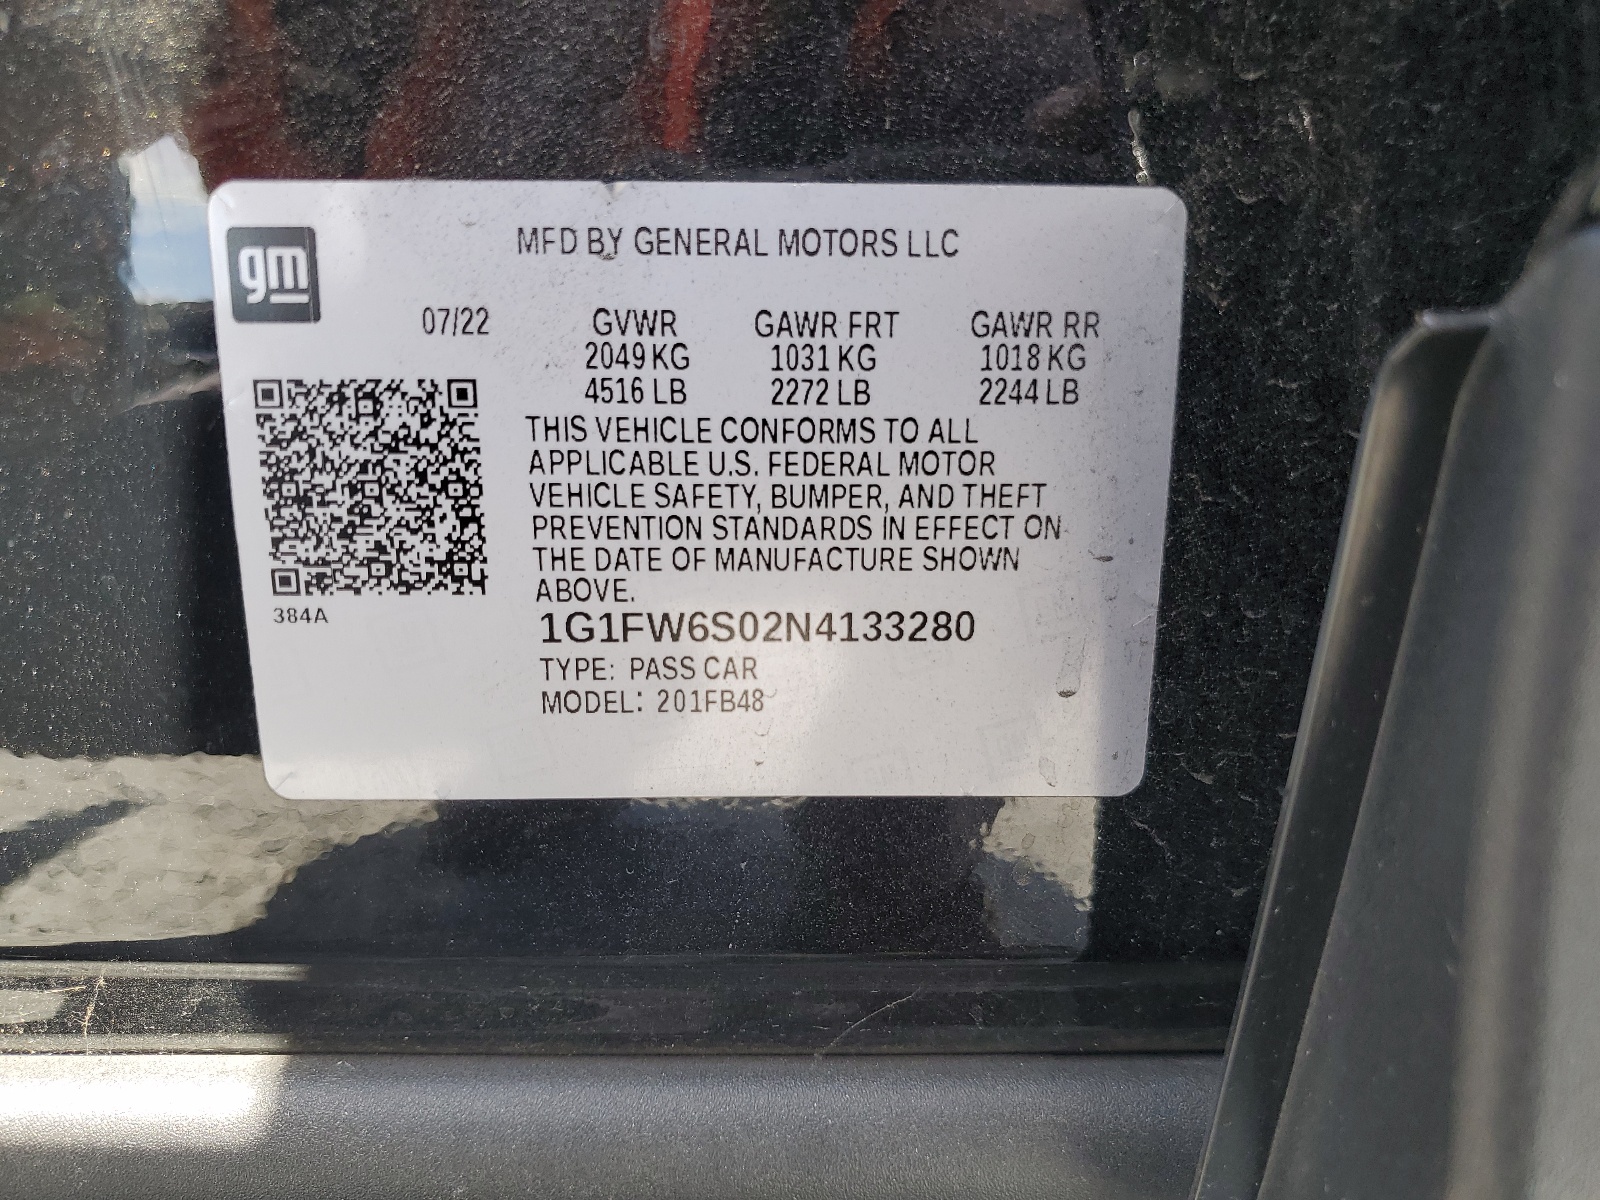 gm
MFD BY GENERAL MOTORS LLC
07/22 GVWR GAWR FRT GAWR RR
2049 KG 1031 KG 1018 KG
4516 LB 2272 LB 2244 LB
THIS VEHICLE CONFORMS TO ALL
APPLICABLE U.S. FEDERAL MOTOR
VEHICLE SAFETY, BUMPER, AND THEFT
PREVENTION STANDARDS IN EFFECT ON
THE DATE OF MANUFACTURE SHOWN
ABOVE.
384A
1G1FW6S02N4133280
TYPE: PASS CAR
MODEL: 201FB48